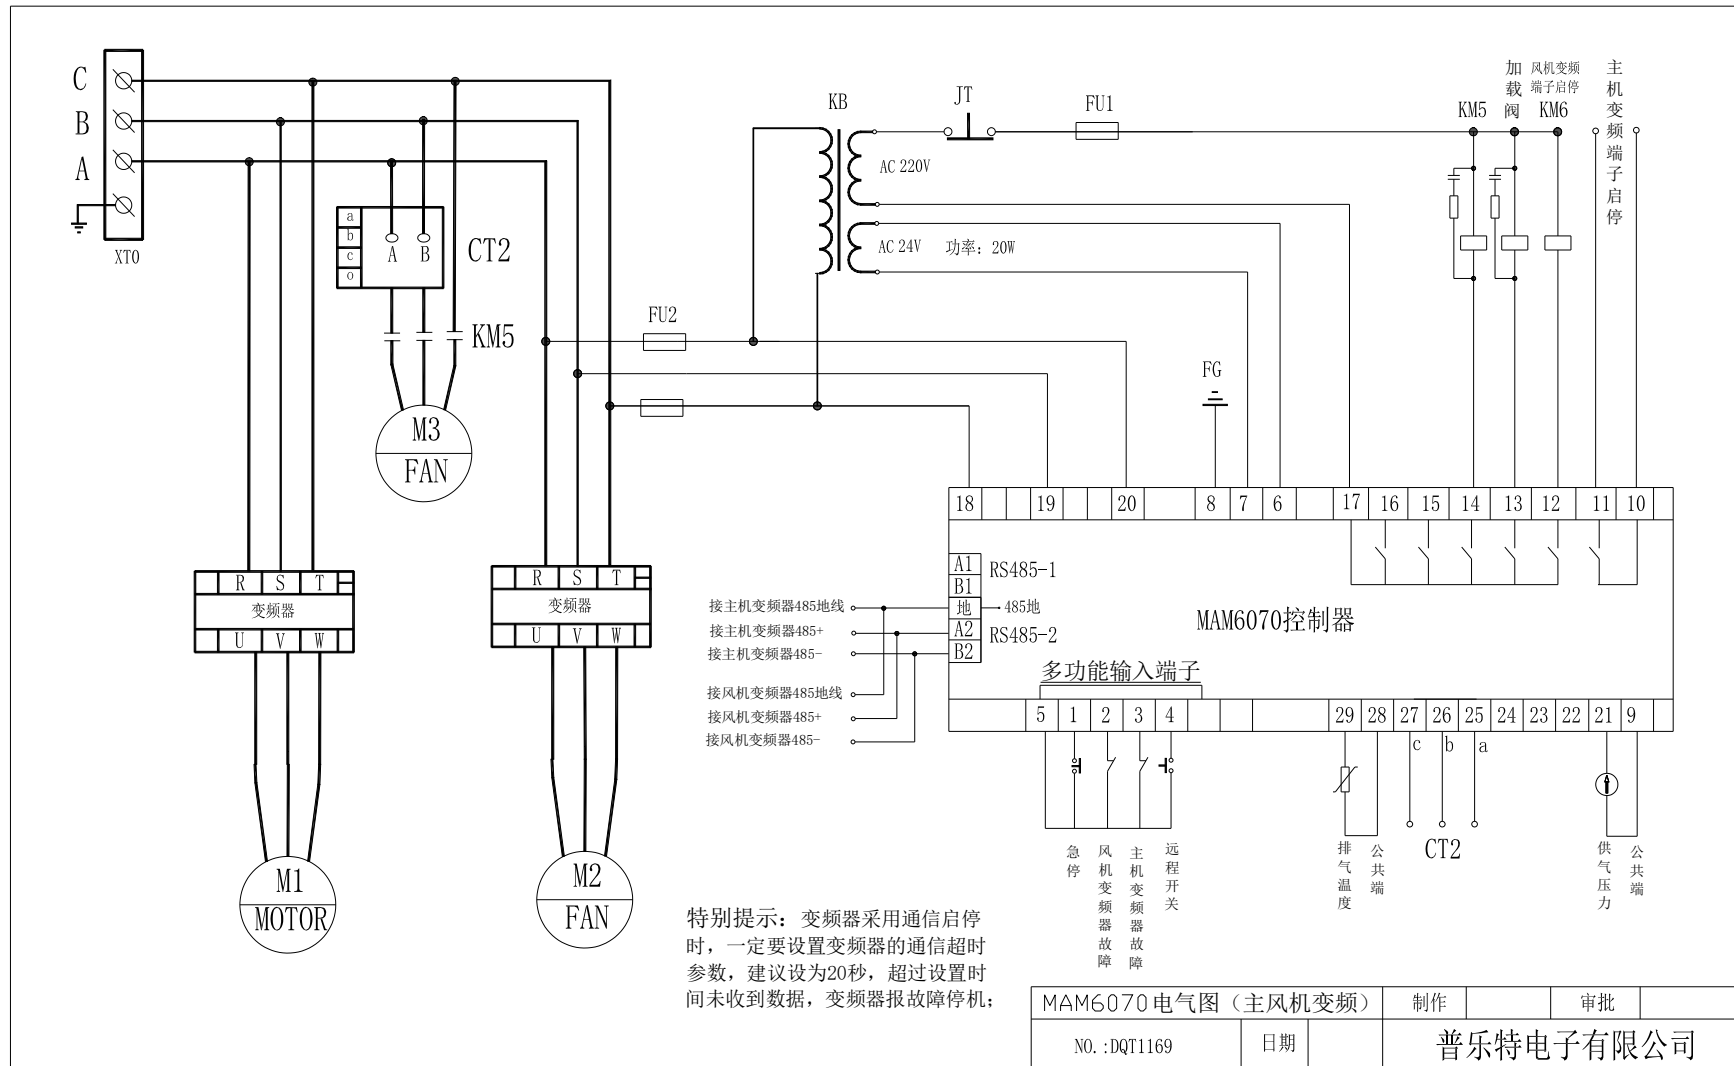 C
B
A
XT0
a
b
c
o
A
B
CT2
KM5
M3
FAN
R
S
T
变频器
U
V
W
M1
MOTOR
R
S
T
变频器
U
V
W
M2
FAN
FU2
KB
AC 220V
AC 24V
功率：20W
JT
FU1
KM5
加载阀
风机变频
端子启停
KM6
主机变频端子启停
FG
18
19
20
8
7
6
17
16
15
14
13
12
11
10
A1
B1
RS485-1
地
485地
A2
B2
RS485-2
MAM6070控制器
接主机变频器485地线
接主机变频器485+
接主机变频器485-
接风机变频器485地线
接风机变频器485+
接风机变频器485-
多功能输入端子
5
1
2
3
4
29
28
27
26
25
24
23
22
21
9
c
b
a
CT2
急停
风机变频器故障
主机变频器故障
远程开关
排气温度
公共端
供气压力
公共端
特别提示：变频器采用通信启停
时，一定要设置变频器的通信超时
参数，建议设为20秒，超过设置时
间未收到数据，变频器报故障停机；
MAM6070电气图（主风机变频）
制作
审批
NO.:DQT1169
日期
普乐特电子有限公司